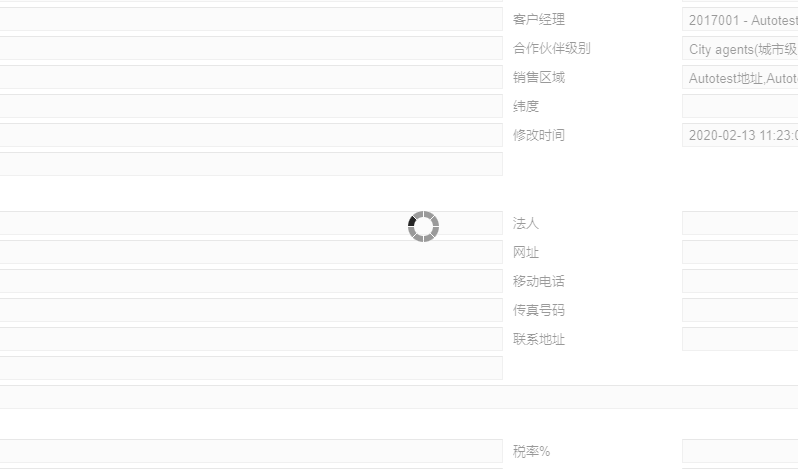 客户经理 2017001 - Autotest
合作伙伴级别 City agents(城市级
销售区域 Autotest地址,Autot
纬度
修改时间 2020-02-13 11:23:0
法人
网址
移动电话
传真号码
联系地址
税率%